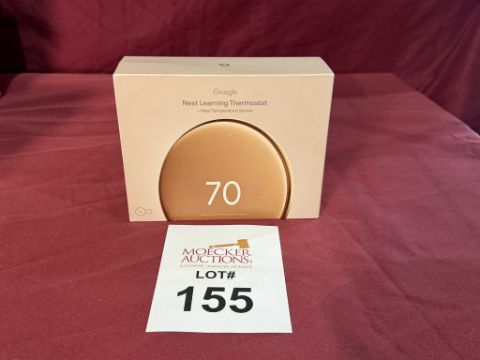 Google
Nest Learning Thermostat
+ Nest Temperature Sensor
70
MOECKER
AUCTIONS
LOT#
155